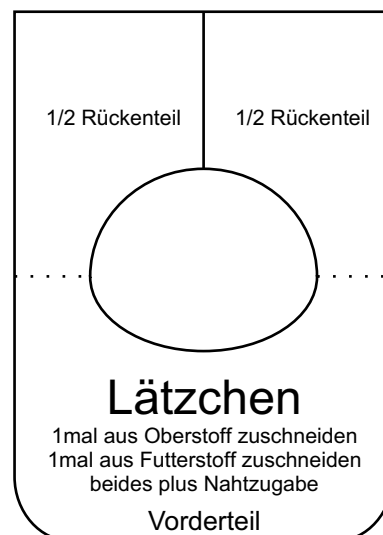 1/2 Rückenteil 1/2 Rückenteil
Lätzchen
1mal aus Oberstoff zuschneiden
1mal aus Futterstoff zuschneiden
beides plus Nahtzugabe
Vorderteil